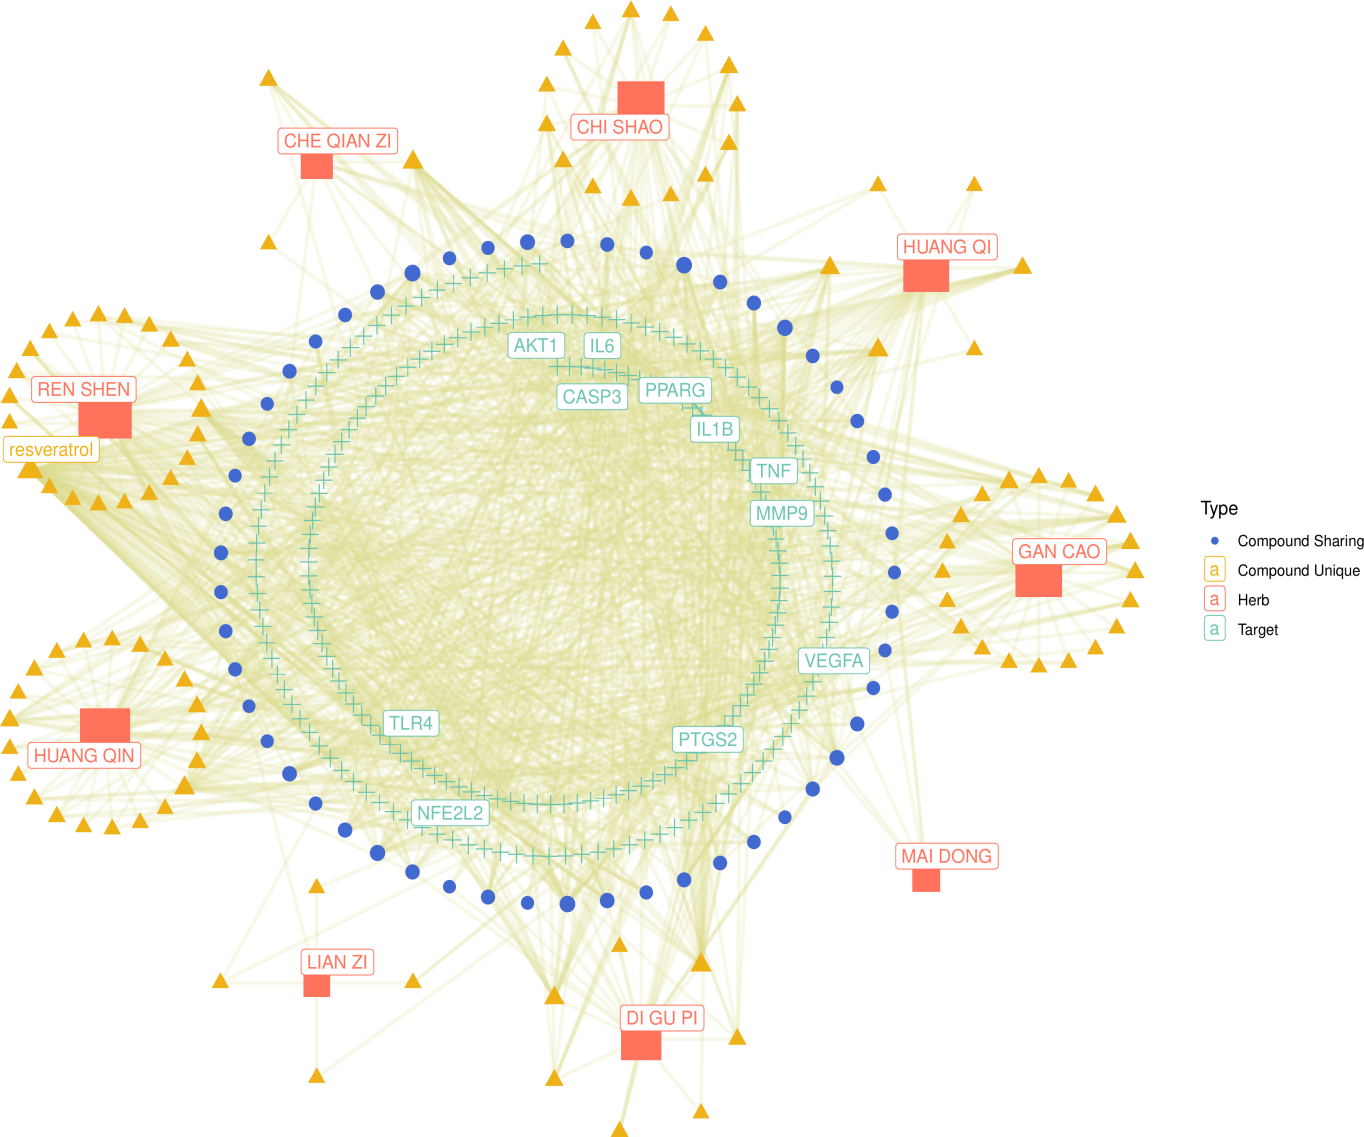 CHI SHAO
CHE QIAN ZI
HUANG QI
AKT1
IL6
REN SHEN
CASP3
PPARG
IL1B
resveratrol
TNF
MMP9
GAN CAO
Type
Compound Sharing
a Compound Unique
a Herb
a Target
VEGFA
TLR4
PTGS2
HUANG QIN
NFE2L2
MAI DONG
LIAN ZI
DI GU PI